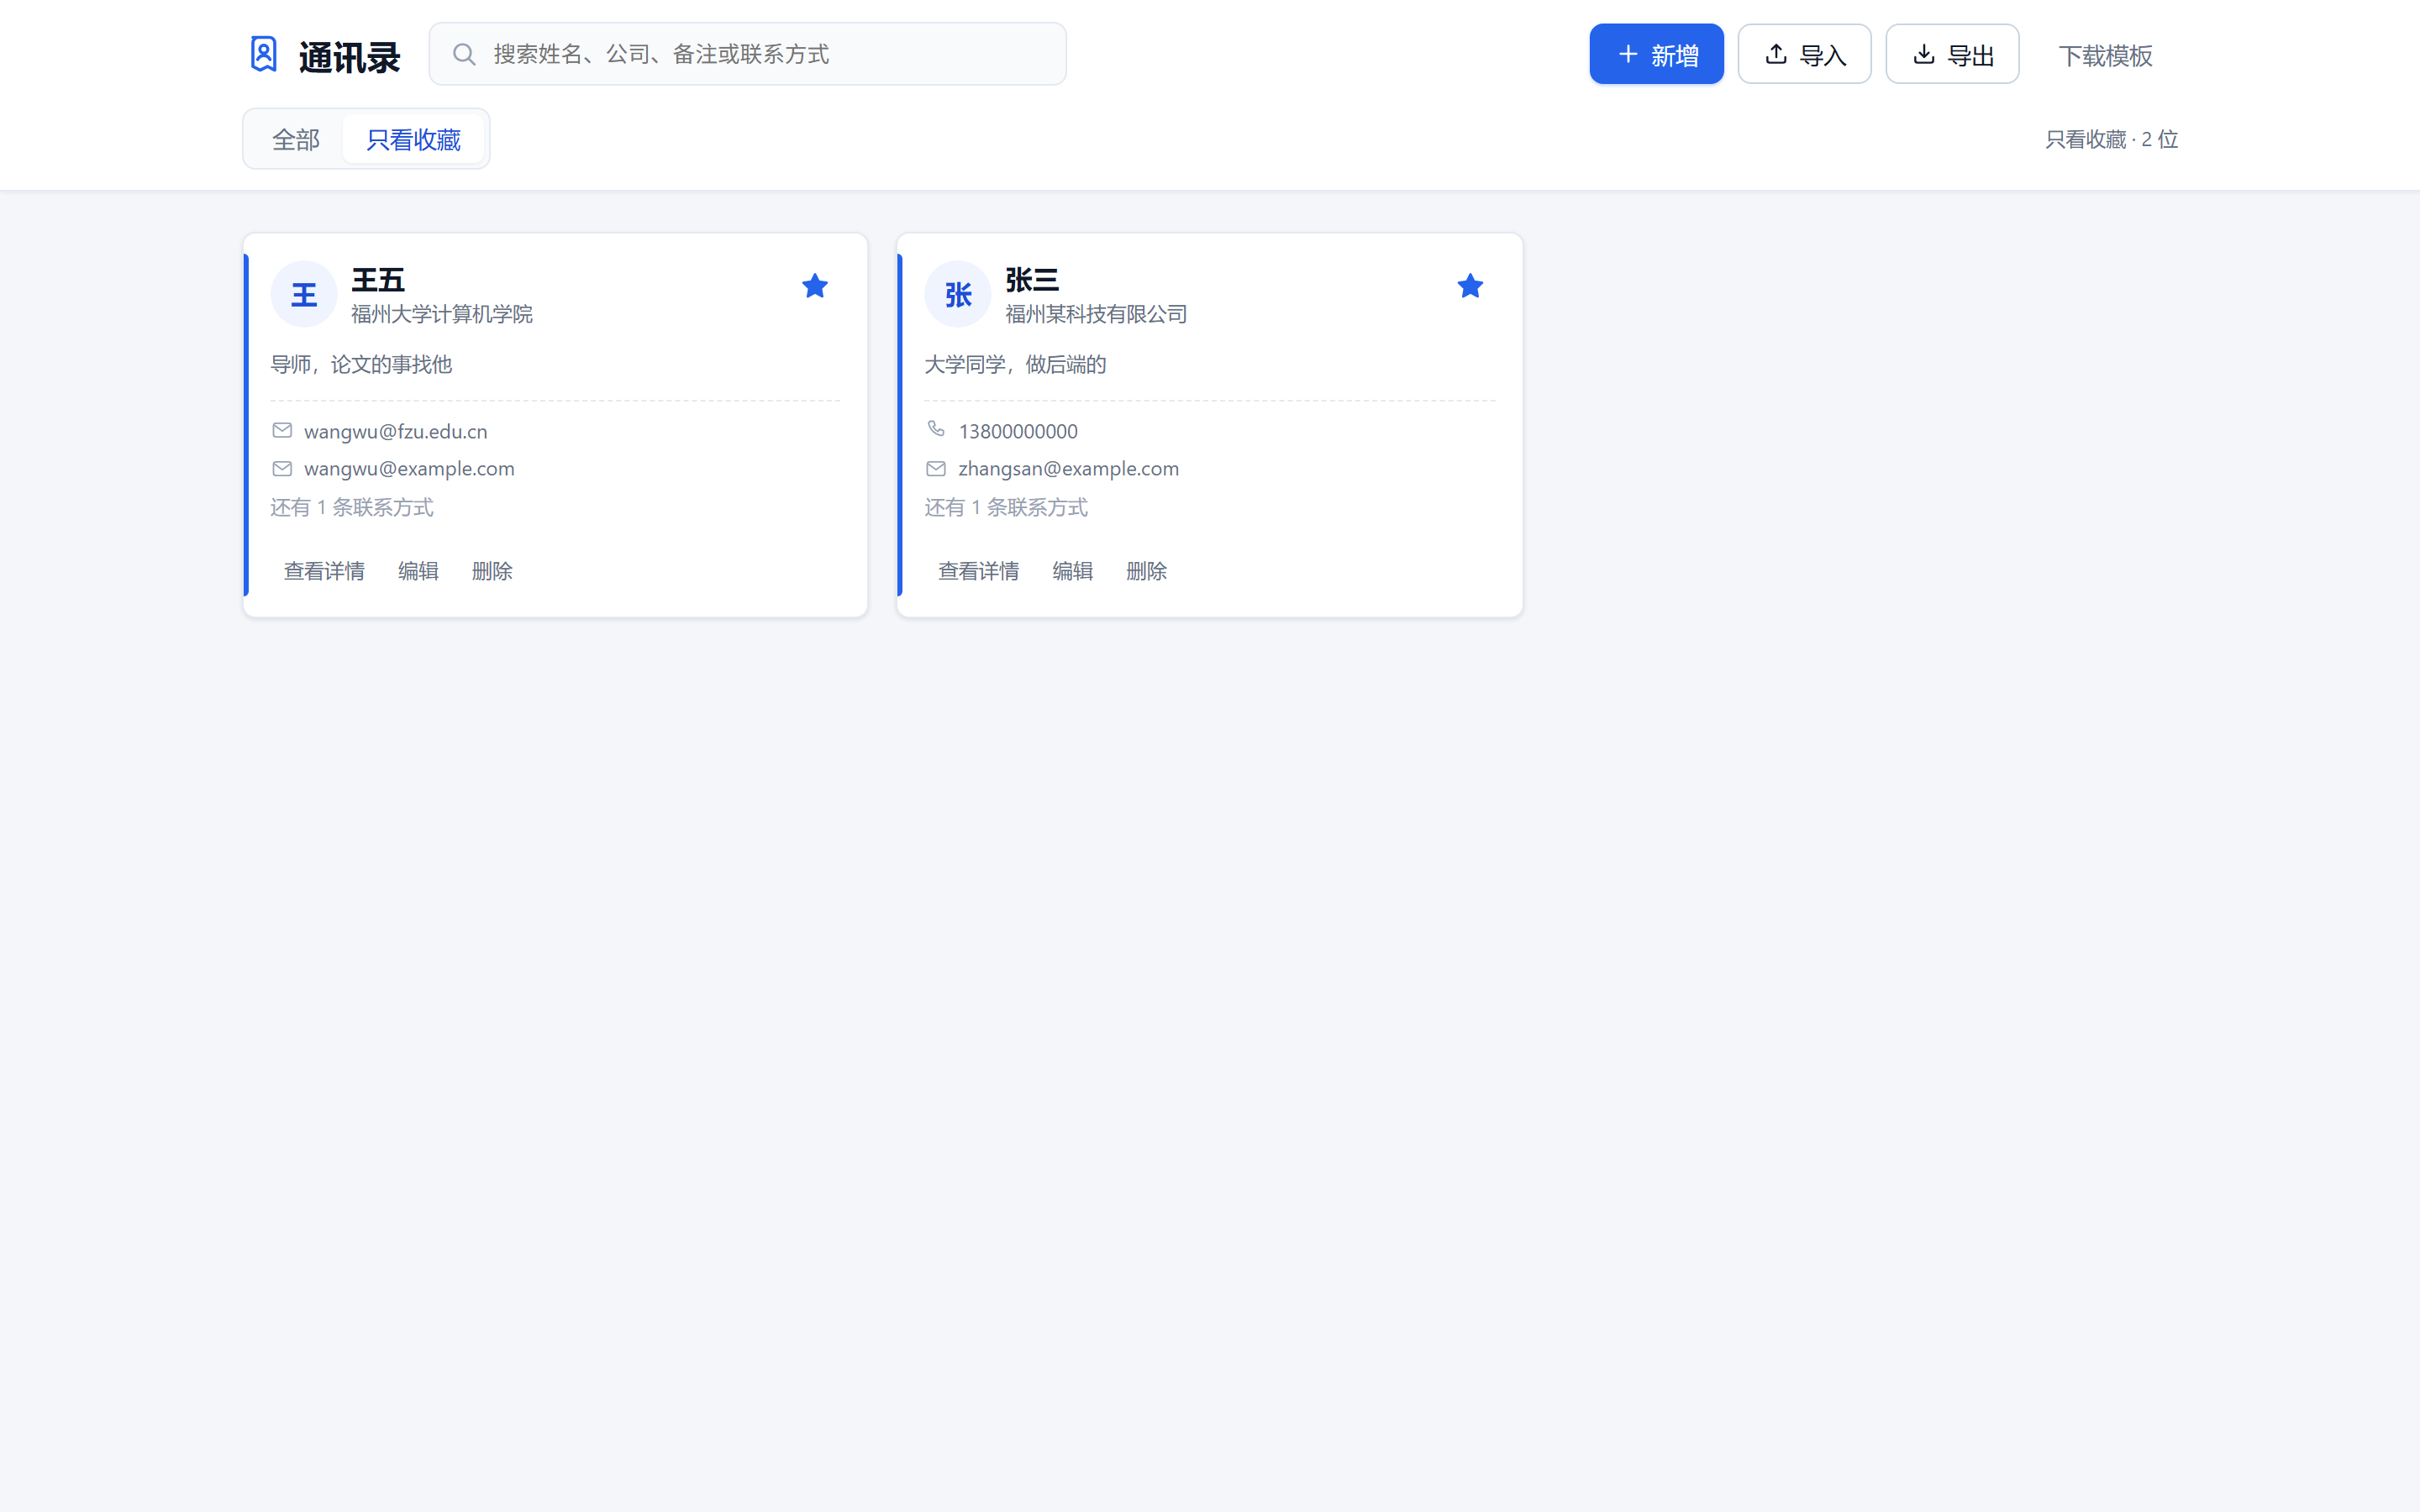 通讯录
搜索姓名、公司、备注或联系方式
新增
导入
导出
下载模板
全部
只看收藏
只看收藏 · 2 位
王
王五
福州大学计算机学院
导师，论文的事找他
wangwu@fzu.edu.cn
wangwu@example.com
还有 1 条联系方式
查看详情 编辑 删除
张
张三
福州某科技有限公司
大学同学，做后端的
13800000000
zhangsan@example.com
还有 1 条联系方式
查看详情 编辑 删除